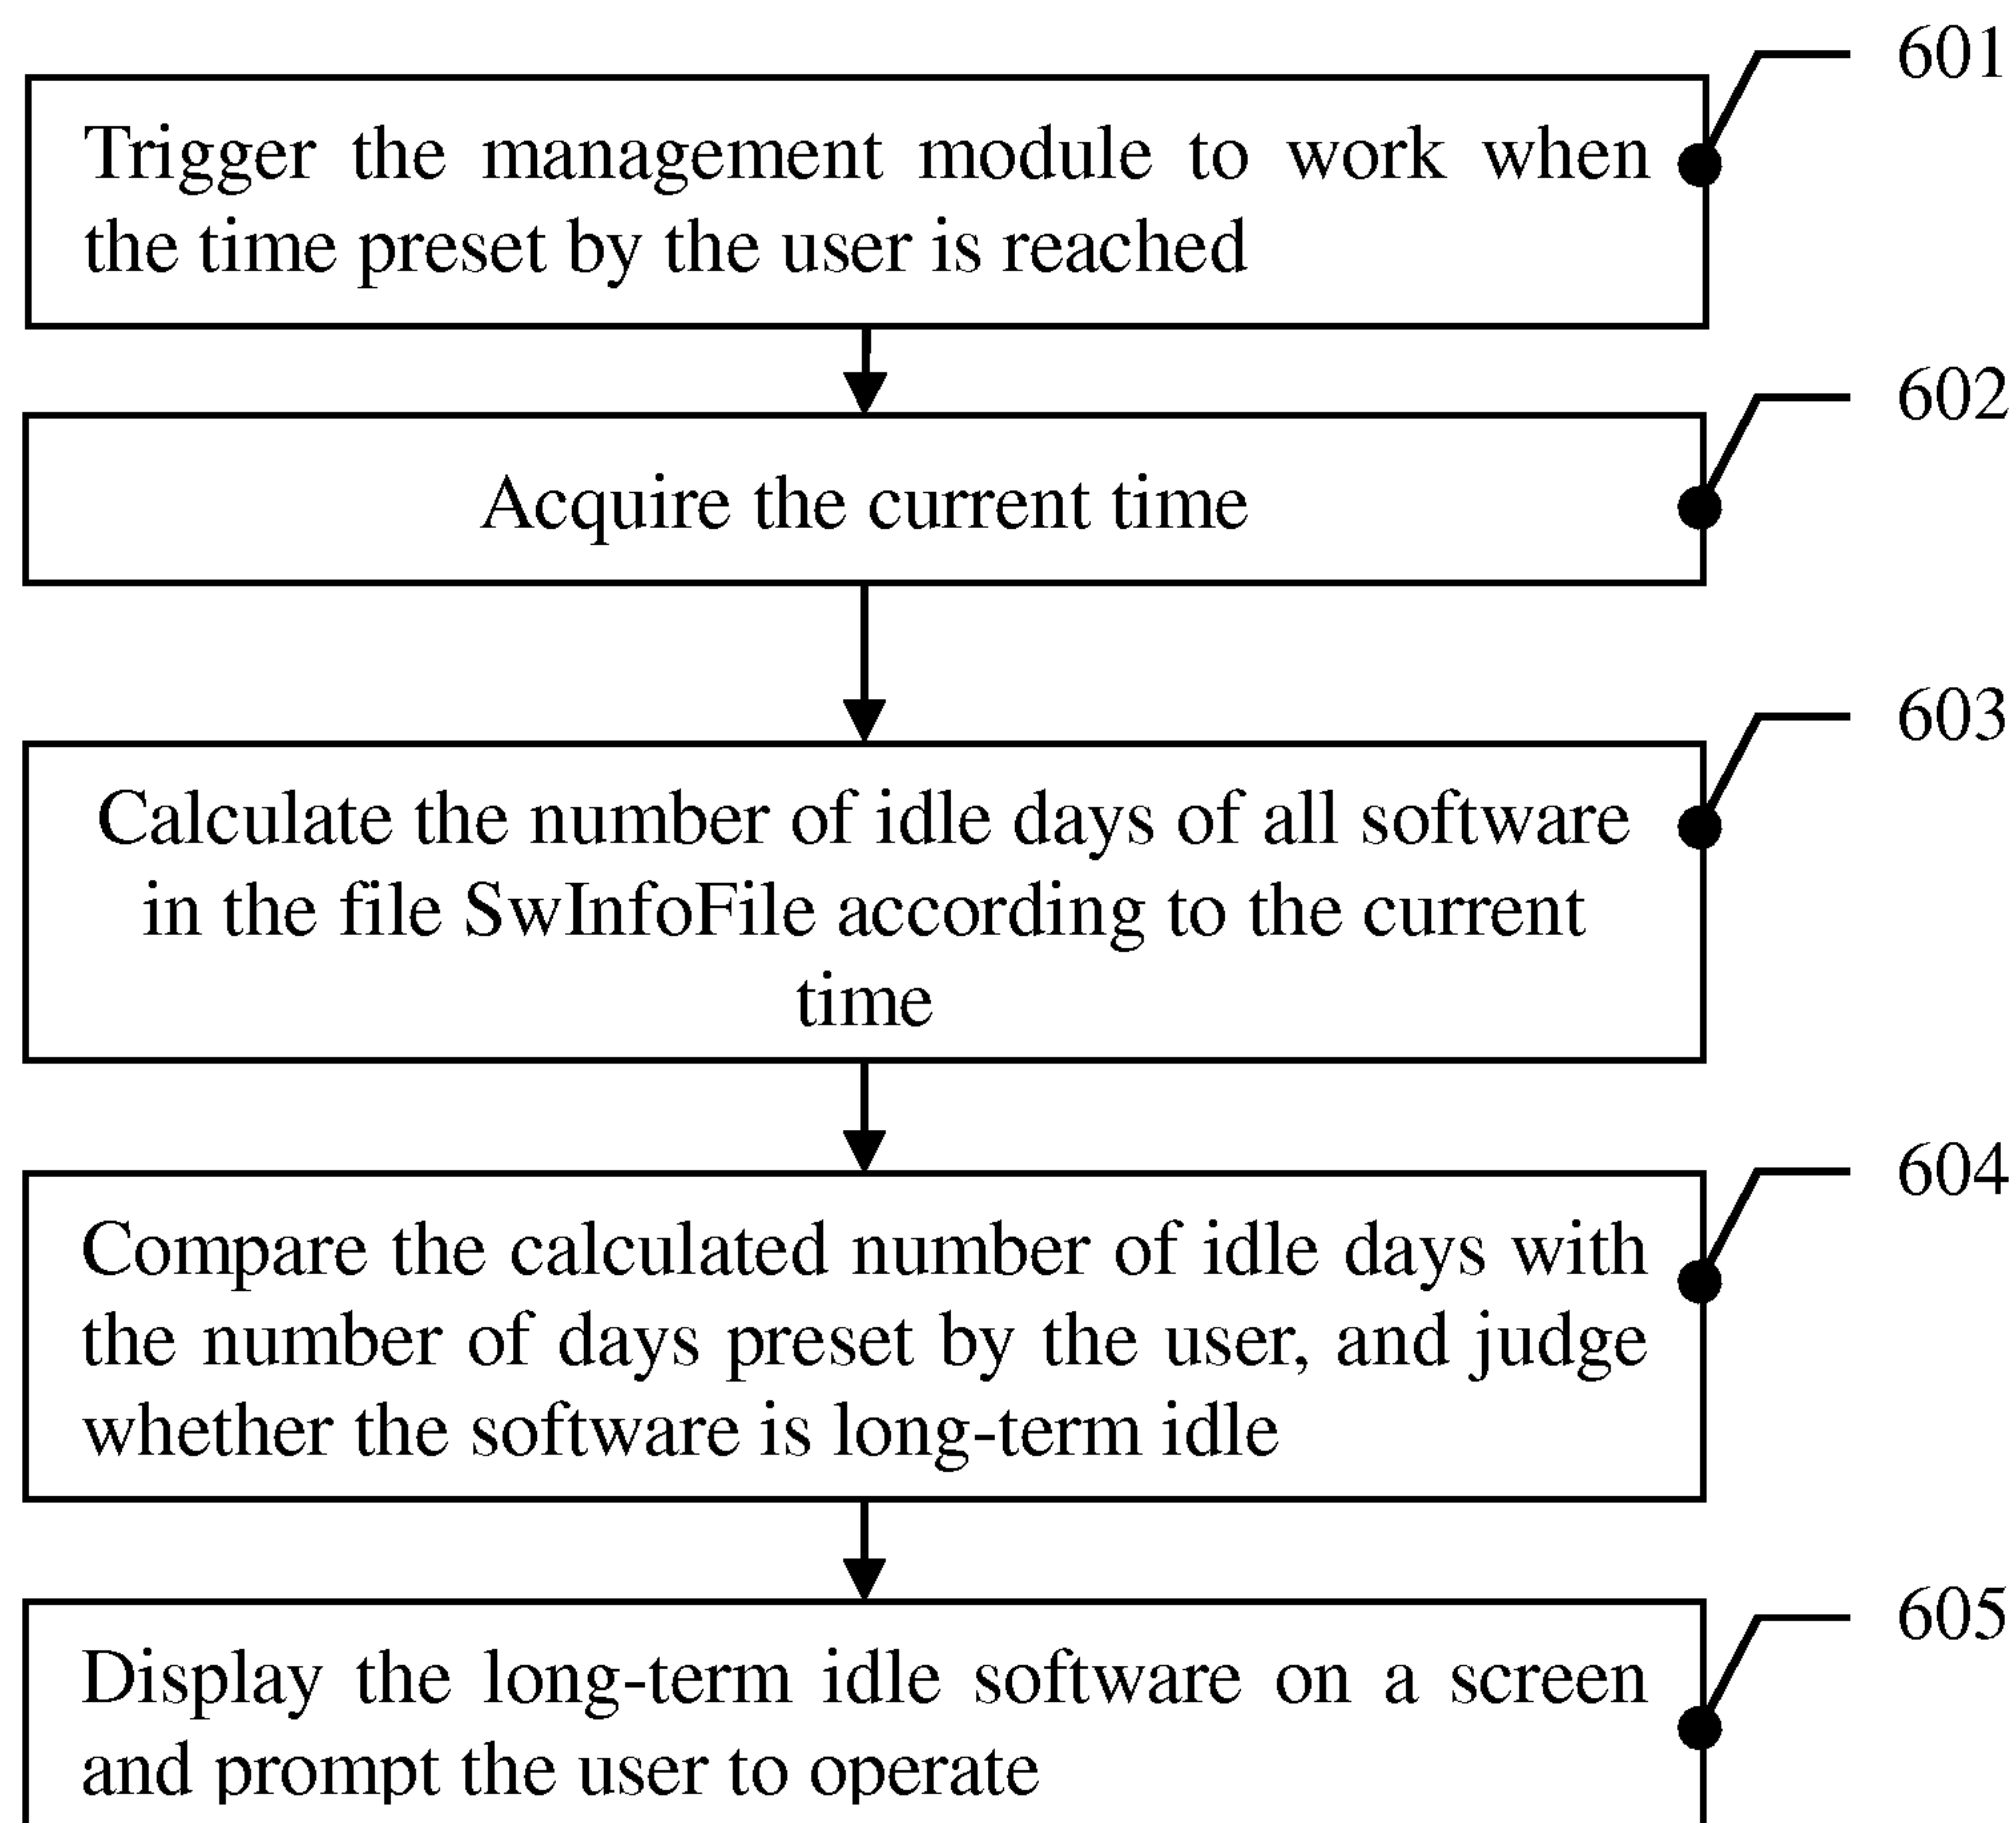 601
Trigger the management module to work when
the time preset by the user is reached
602
Acquire the current time
603
Calculate the number of idle days of all software
in the file SwInfoFile according to the current
time
604
Compare the calculated number of idle days with
the number of days preset by the user, and judge
whether the software is long-term idle
605
Display the long-term idle software on a screen
and prompt the user to operate